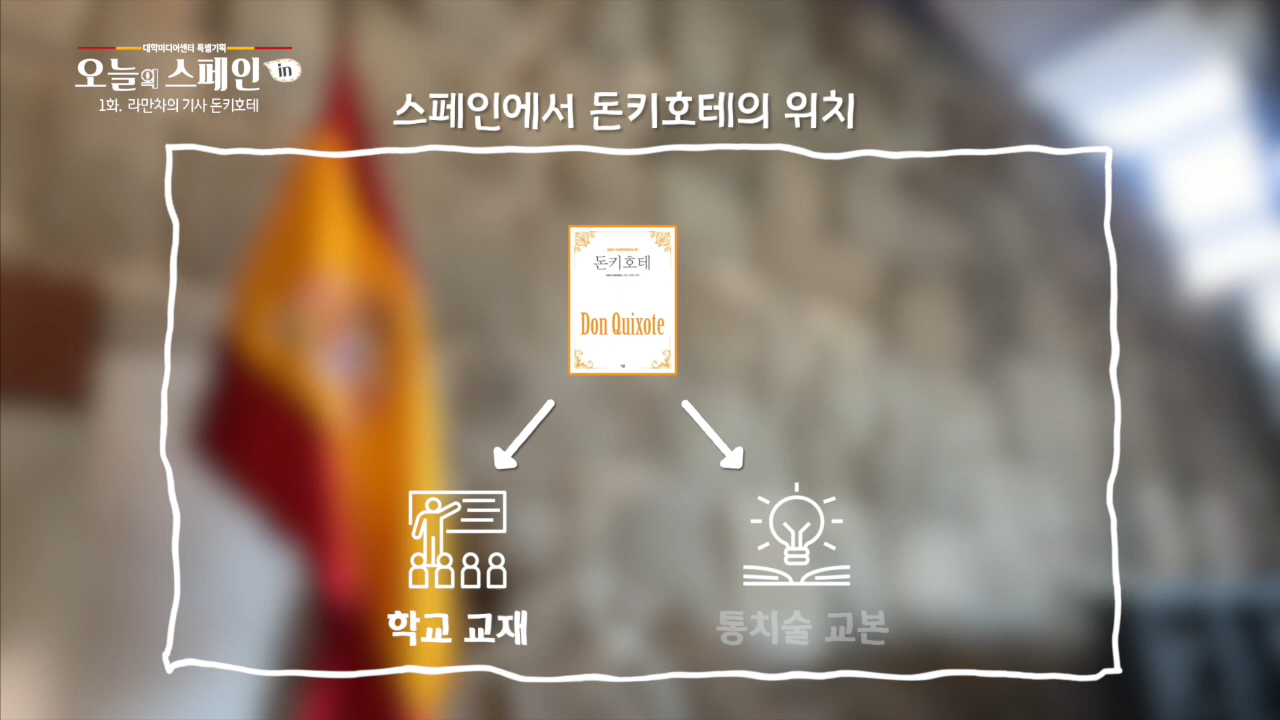 대학미디어센터 특별기획
오늘의 스페인 in
1화. 라만차의 기사 돈키호테
스페인에서 돈키호테의 위치
돈키호테
Don Quixote
학교 교재
통치술 교본